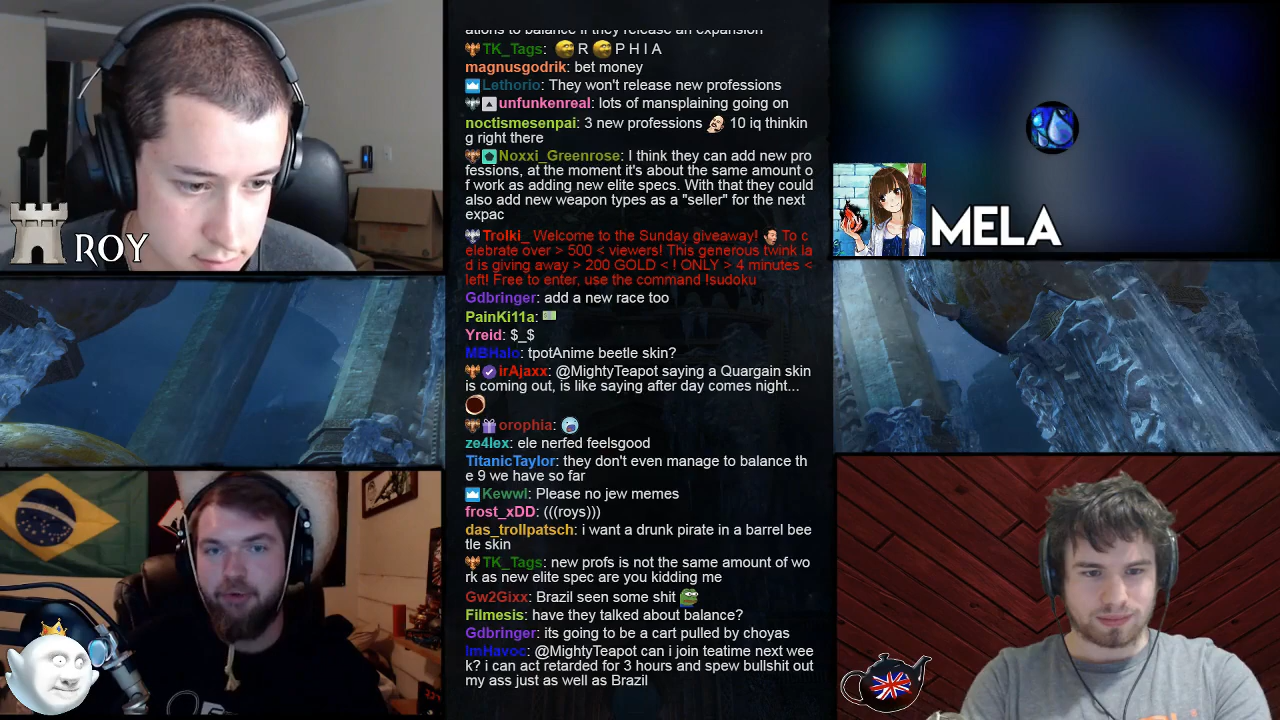 ations to balance if they release an expansion
TK_Tags: R P H I A
magnusgodrik: bet money
Lethorio: They won't release new professions
unfunkenreal: lots of mansplaining going on
noctismesenpai: 3 new professions 10 iq thinkin
g right there
Noxxi_Greenrose: I think they can add new pro
fessions, at the moment it's about the same amount o
f work as adding new elite specs. With that they could
also add new weapon types as a "seller" for the next
expac
Trolki_ Welcome to the Sunday giveaway! To c
elebrate over > 500 < viewers! This generous twink la
d is giving away > 200 GOLD < ! ONLY > 4 minutes <
left! Free to enter, use the command !sudoku
Gdbringer: add a new race too
PainKi11a:
Yreid: $_$
MBHalo: tpotAnime beetle skin?
irAjaxx: @MightyTeapot saying a Quargain skin
is coming out, is like saying after day comes night...
orophia:
ze4lex: ele nerfed feelsgood
TitanicTaylor: they don't even manage to balance th
e 9 we have so far
Kewwl: Please no jew memes
frost_xDD: (((roys)))
das_trollpatsch: i want a drunk pirate in a barrel bee
tle skin
TK_Tags: new profs is not the same amount of wo
rk as new elite spec are you kidding me
Gw2Gixx: Brazil seen some shit
Filmesis: have they talked about balance?
Gdbringer: its going to be a cart pulled by choyas
ImHavoc: @MightyTeapot can i join teatime next wee
k? i can act retarded for 3 hours and spew bullshit out
my ass just as well as Brazil
ROY
MELA